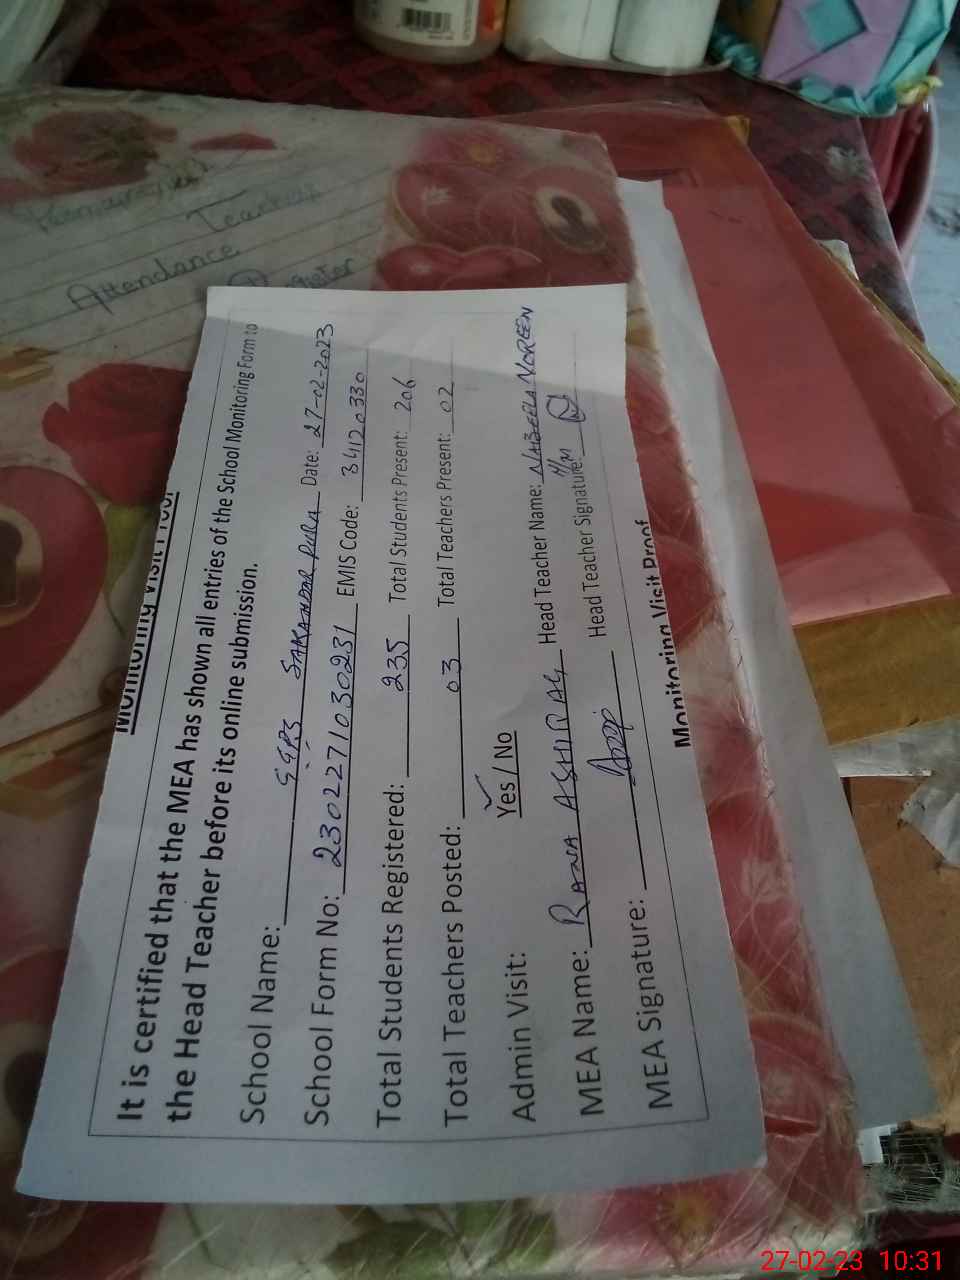 Teacher
Attendance
Register
Monitoring Visit Proof
It is certified that the MEA has shown all entries of the School Monitoring Form to
the Head Teacher before its online submission.
School Name: GGPS SAKANDAR PURA Date: 27-02-2023
School Form No: 2302271030231 EMIS Code: 34120330
Total Students Registered: 235 Total Students Present: 206
Total Teachers Posted: 03 Total Teachers Present: 02
Admin Visit: Yes / No
MEA Name: RANA ASHRAF Head Teacher Name: NABEELA NOREEN
MEA Signature: Head Teacher Signature:
Monitoring Visit Proof
27-02-23 10:31